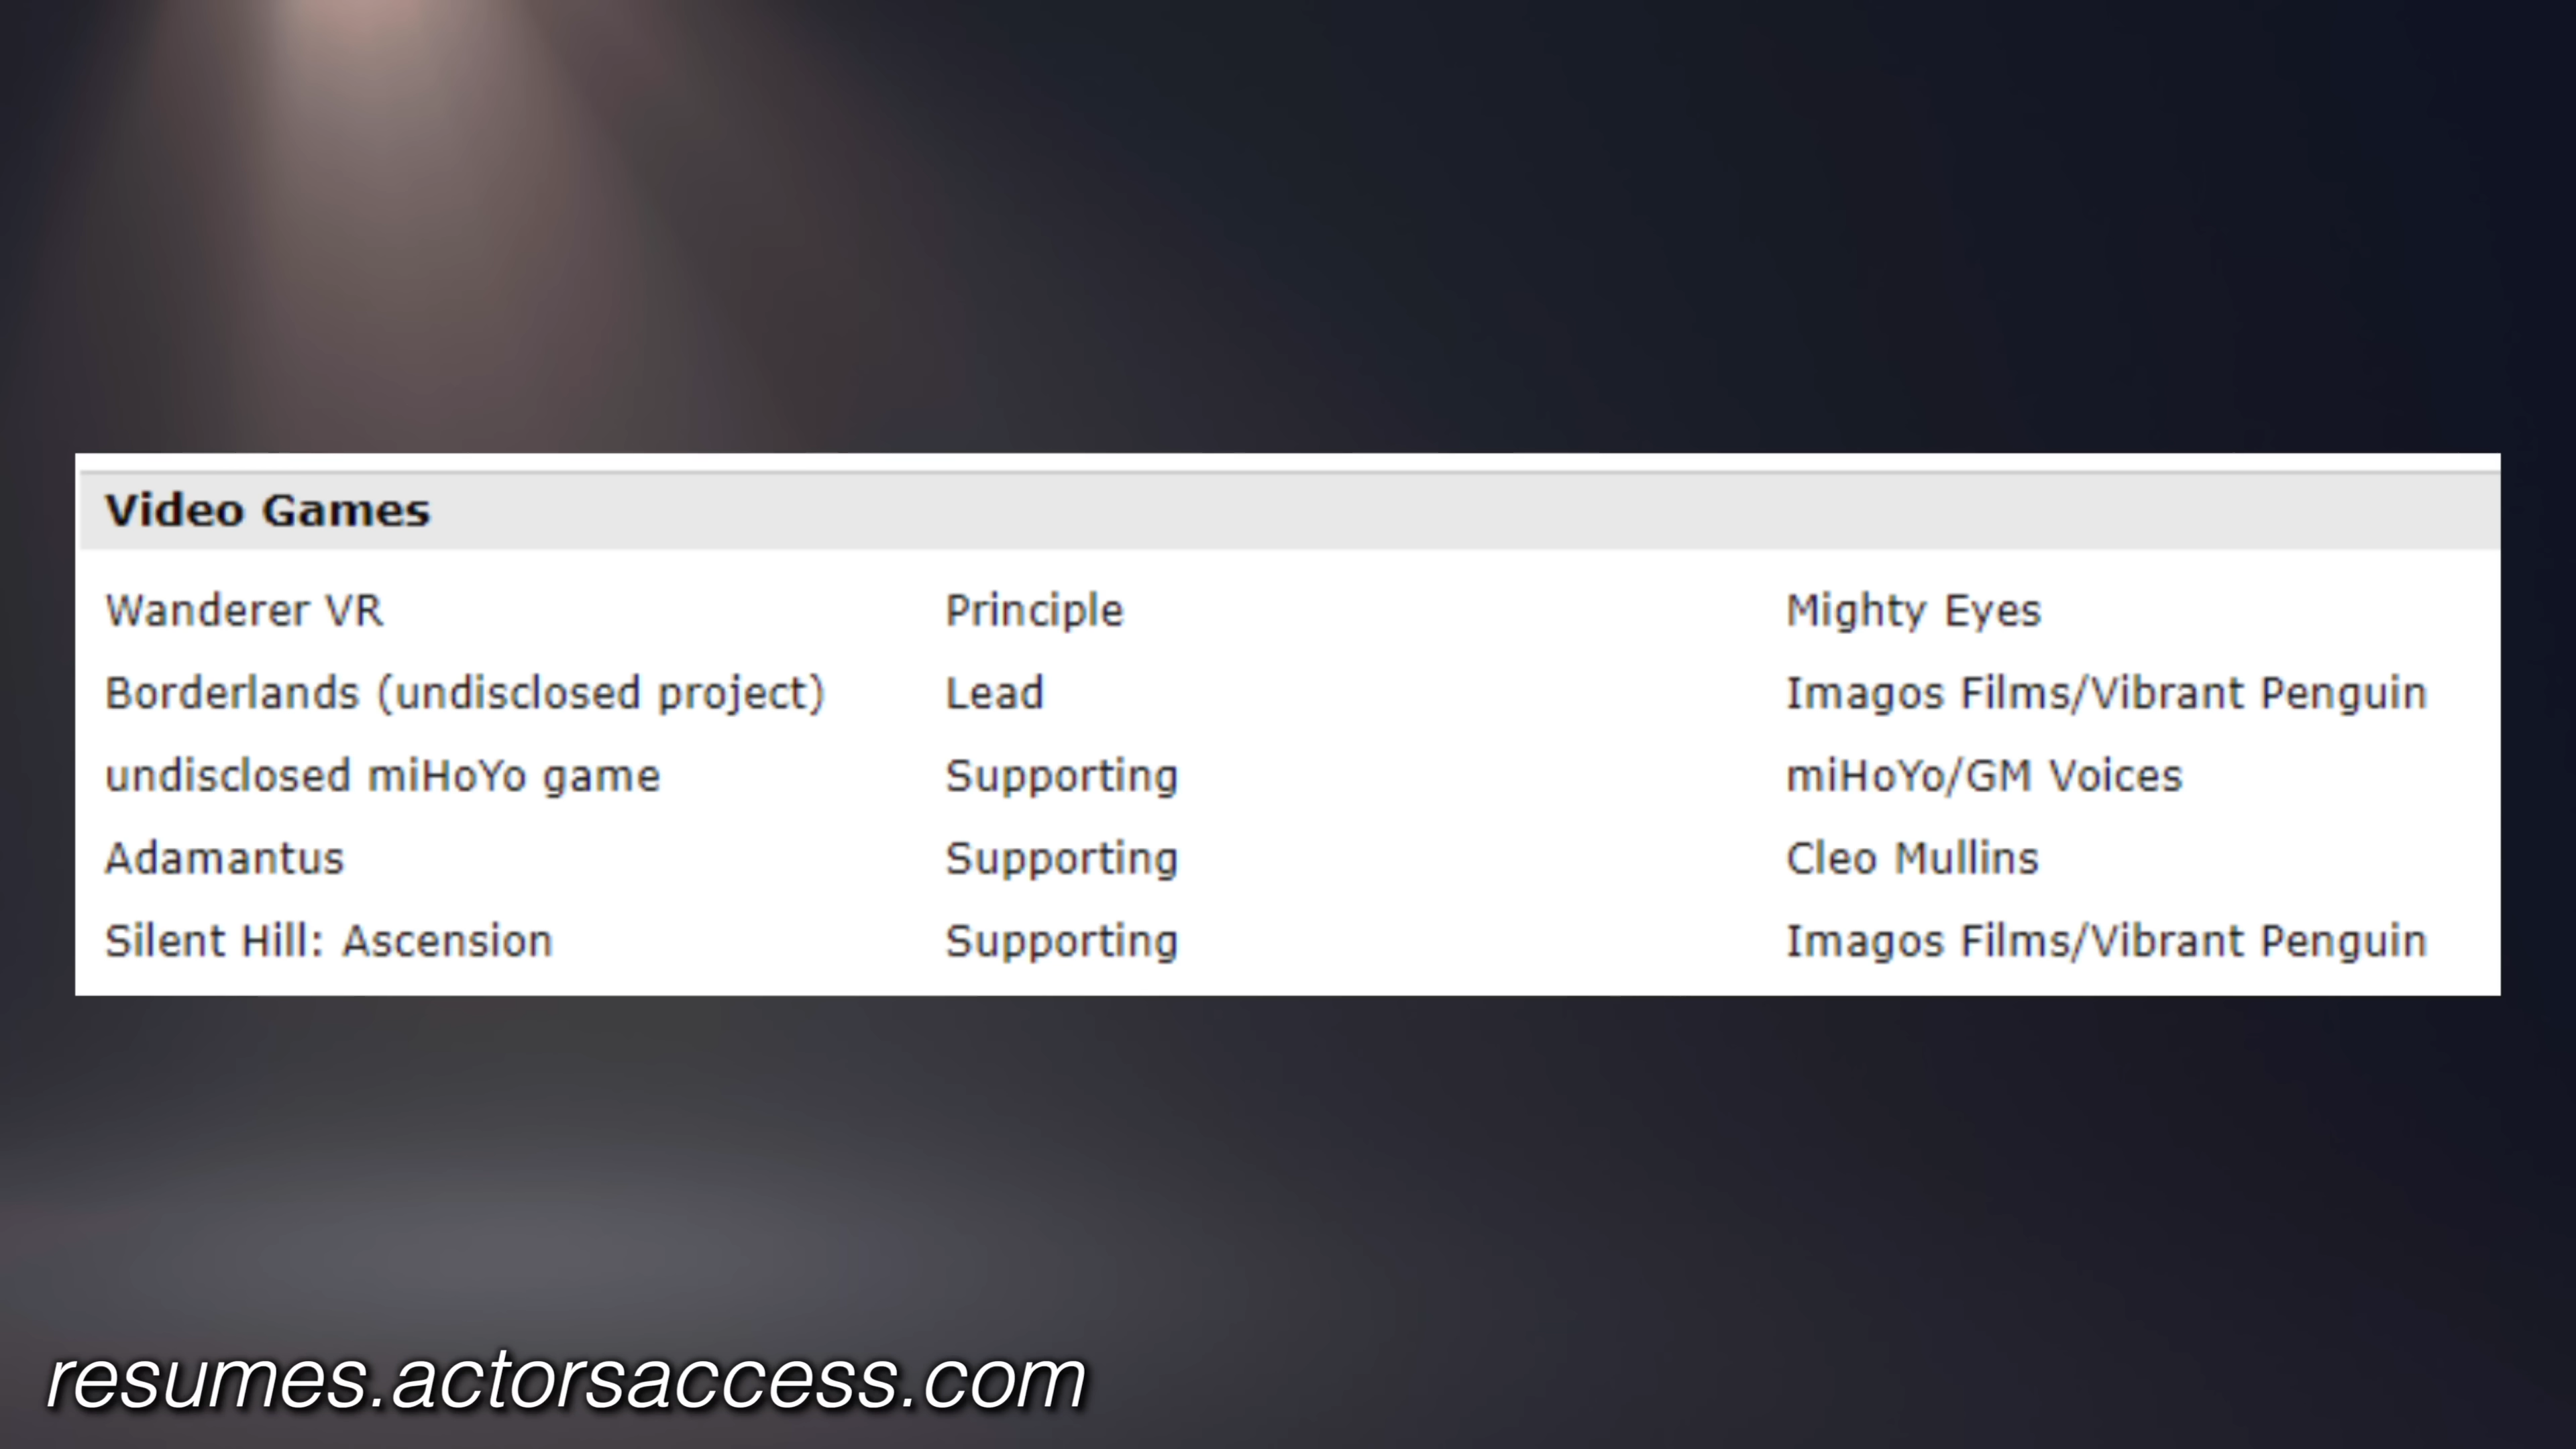 Video Games
Wanderer VR Principle Mighty Eyes
Borderlands (undisclosed project) Lead Imagos Films/Vibrant Penguin
undisclosed miHoYo game Supporting miHoYo/GM Voices
Adamantus Supporting Cleo Mullins
Silent Hill: Ascension Supporting Imagos Films/Vibrant Penguin
resumes.actorsaccess.com